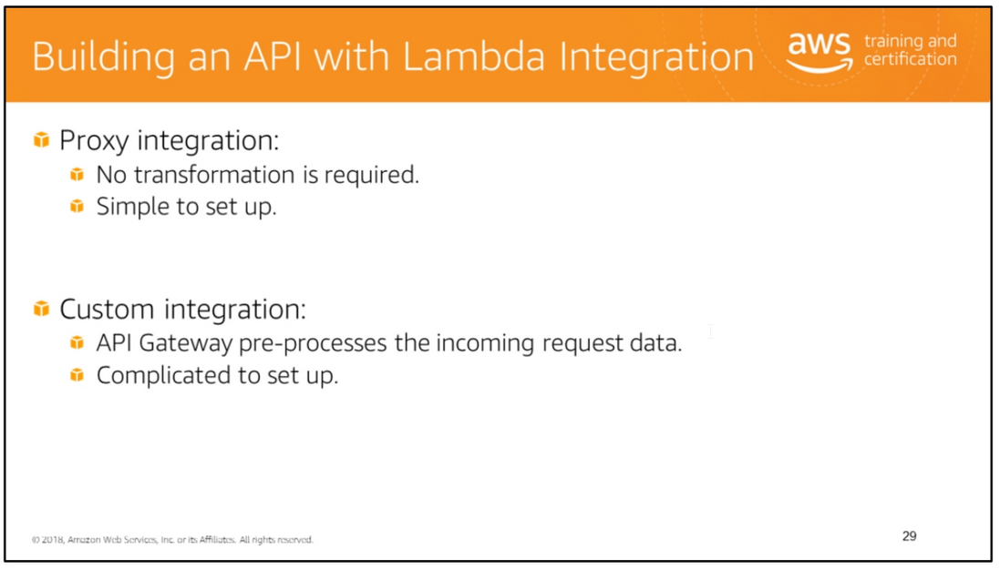 Building an API with Lambda Integration
aws training and
certification
Proxy integration:
No transformation is required.
Simple to set up.
Custom integration:
API Gateway pre-processes the incoming request data.
Complicated to set up.
© 2018, Amazon Web Services, Inc. or its Affiliates. All rights reserved.
29